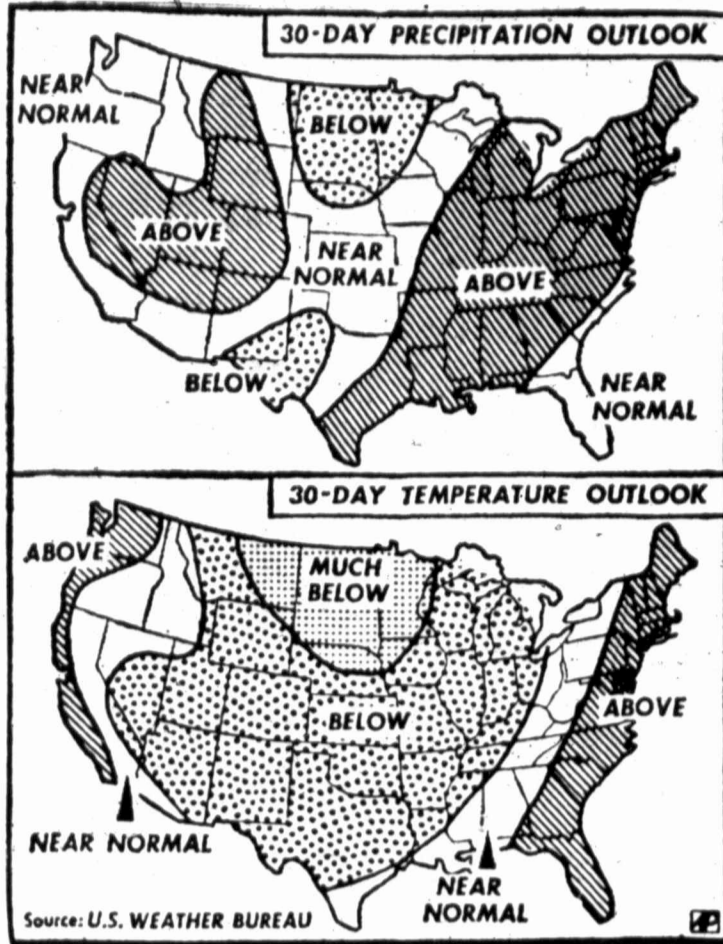 30-DAY PRECIPITATION OUTLOOK
NEAR
NORMAL
BELOW
ABOVE
NEAR
NORMAL
ABOVE
BELOW
NEAR
NORMAL
30-DAY TEMPERATURE OUTLOOK
ABOVE
MUCH
BELOW
BELOW
ABOVE
NEAR NORMAL
NEAR
NORMAL
Source: U.S. WEATHER BUREAU
AP